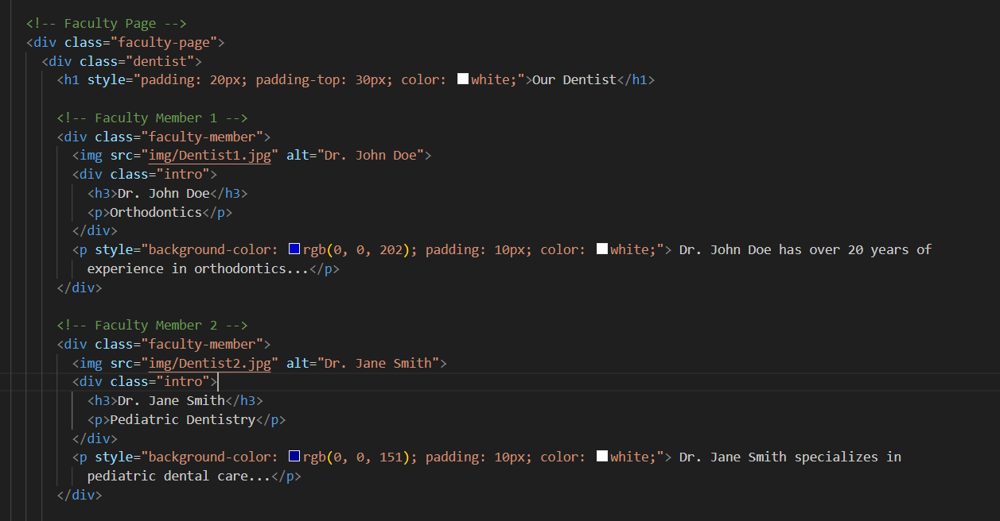 <!-- Faculty Page -->
<div class="faculty-page">
<div class="dentist">
<h1 style="padding: 20px; padding-top: 30px; color: white;">Our Dentist</h1>
<!-- Faculty Member 1 -->
<div class="faculty-member">
<img src="img/Dentist1.jpg" alt="Dr. John Doe">
<div class="intro">
<h3>Dr. John Doe</h3>
<p>Orthodontics</p>
</div>
<p style="background-color: rgb(0, 0, 202); padding: 10px; color: white;"> Dr. John Doe has over 20 years of
experience in orthodontics...</p>
</div>
<!-- Faculty Member 2 -->
<div class="faculty-member">
<img src="img/Dentist2.jpg" alt="Dr. Jane Smith">
<div class="intro">
<h3>Dr. Jane Smith</h3>
<p>Pediatric Dentistry</p>
</div>
<p style="background-color: rgb(0, 0, 151); padding: 10px; color: white;"> Dr. Jane Smith specializes in
pediatric dental care...</p>
</div>